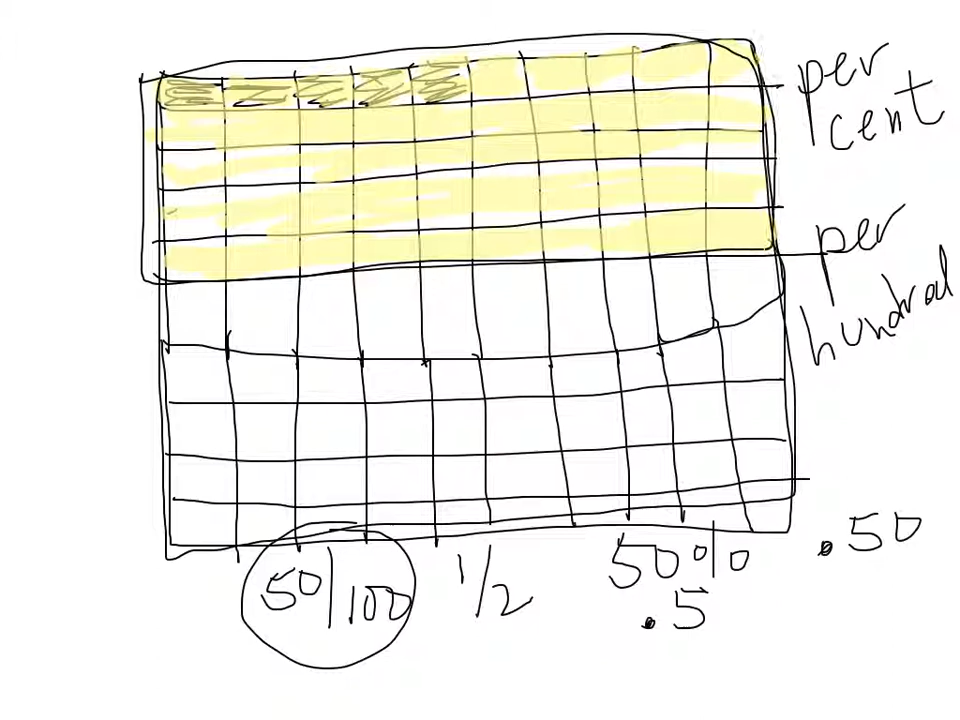 per
cent
per
hundred
50/100
1/2
50%
.50
.5